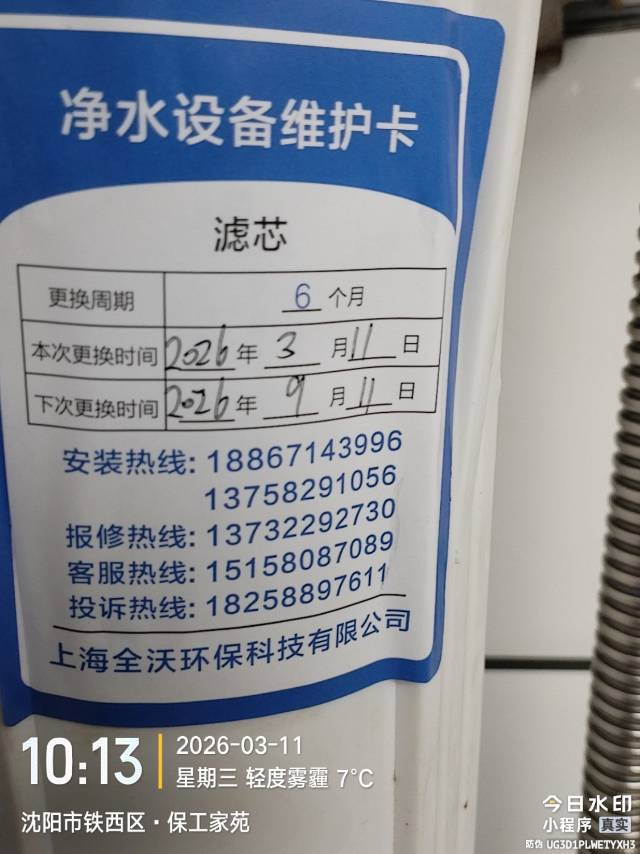 净水设备维护卡
滤芯
更换周期 6 个月
本次更换时间 2026 年 3 月 11 日
下次更换时间 2026 年 9 月 11 日
安装热线: 18867143996
13758291056
报修热线: 13732292730
客服热线: 15158087089
投诉热线: 18258897611
上海全沃环保科技有限公司
10:13
2026-03-11
星期三 轻度雾霾 7°C
沈阳市铁西区·保工家苑
今日水印
小程序 真实
防伪 UG3D1PLWETYXH3